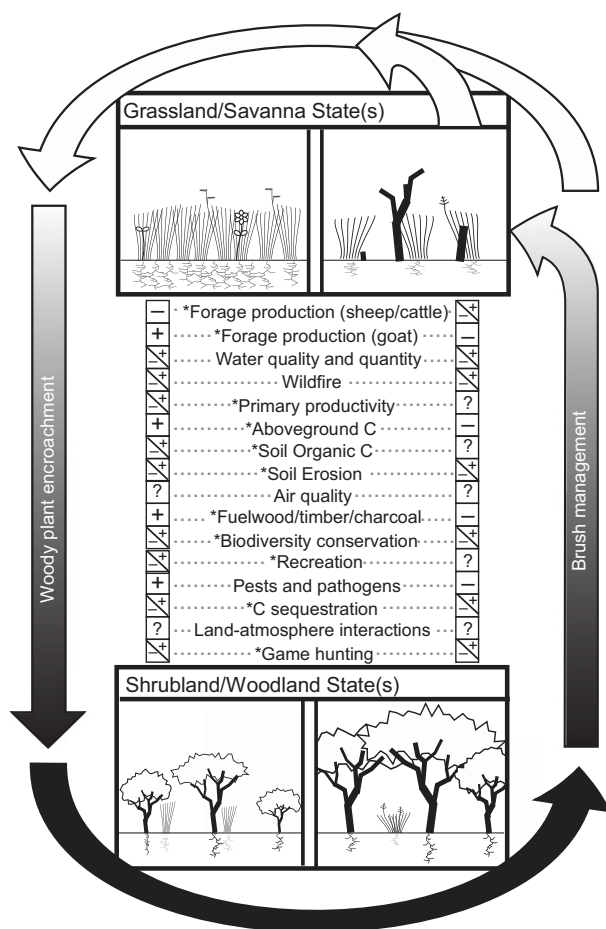 Grassland/Savanna State(s)
− *Forage production (sheep/cattle) −+
+ *Forage production (goat) −
−+ Water quality and quantity −+
−+ Wildfire −+
−+ *Primary productivity ?
+ *Aboveground C −
−+ *Soil Organic C ?
−+ *Soil Erosion −+
? Air quality ?
+ *Fuelwood/timber/charcoal −
−+ *Biodiversity conservation −+
−+ *Recreation ?
+ Pests and pathogens −
−+ *C sequestration −+
? Land-atmosphere interactions ?
−+ *Game hunting −+
Shrubland/Woodland State(s)
Woody plant encroachment
Brush management